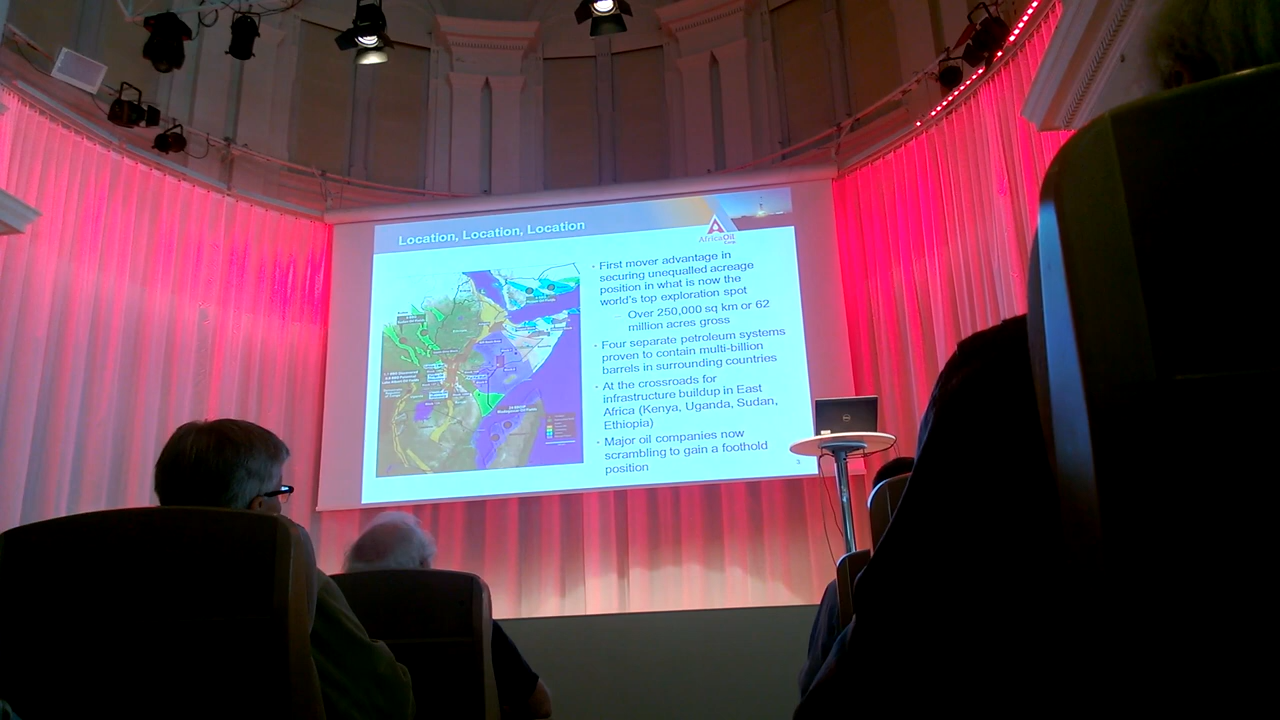 Location, Location, Location
AfricaOil
Corp.
· First mover advantage in
securing unequalled acreage
position in what is now the
world's top exploration spot
– Over 250,000 sq km or 62
million acres gross
· Four separate petroleum systems
proven to contain multi-billion
barrels in surrounding countries
· At the crossroads for
infrastructure buildup in East
Africa (Kenya, Uganda, Sudan,
Ethiopia)
· Major oil companies now
scrambling to gain a foothold
position
3